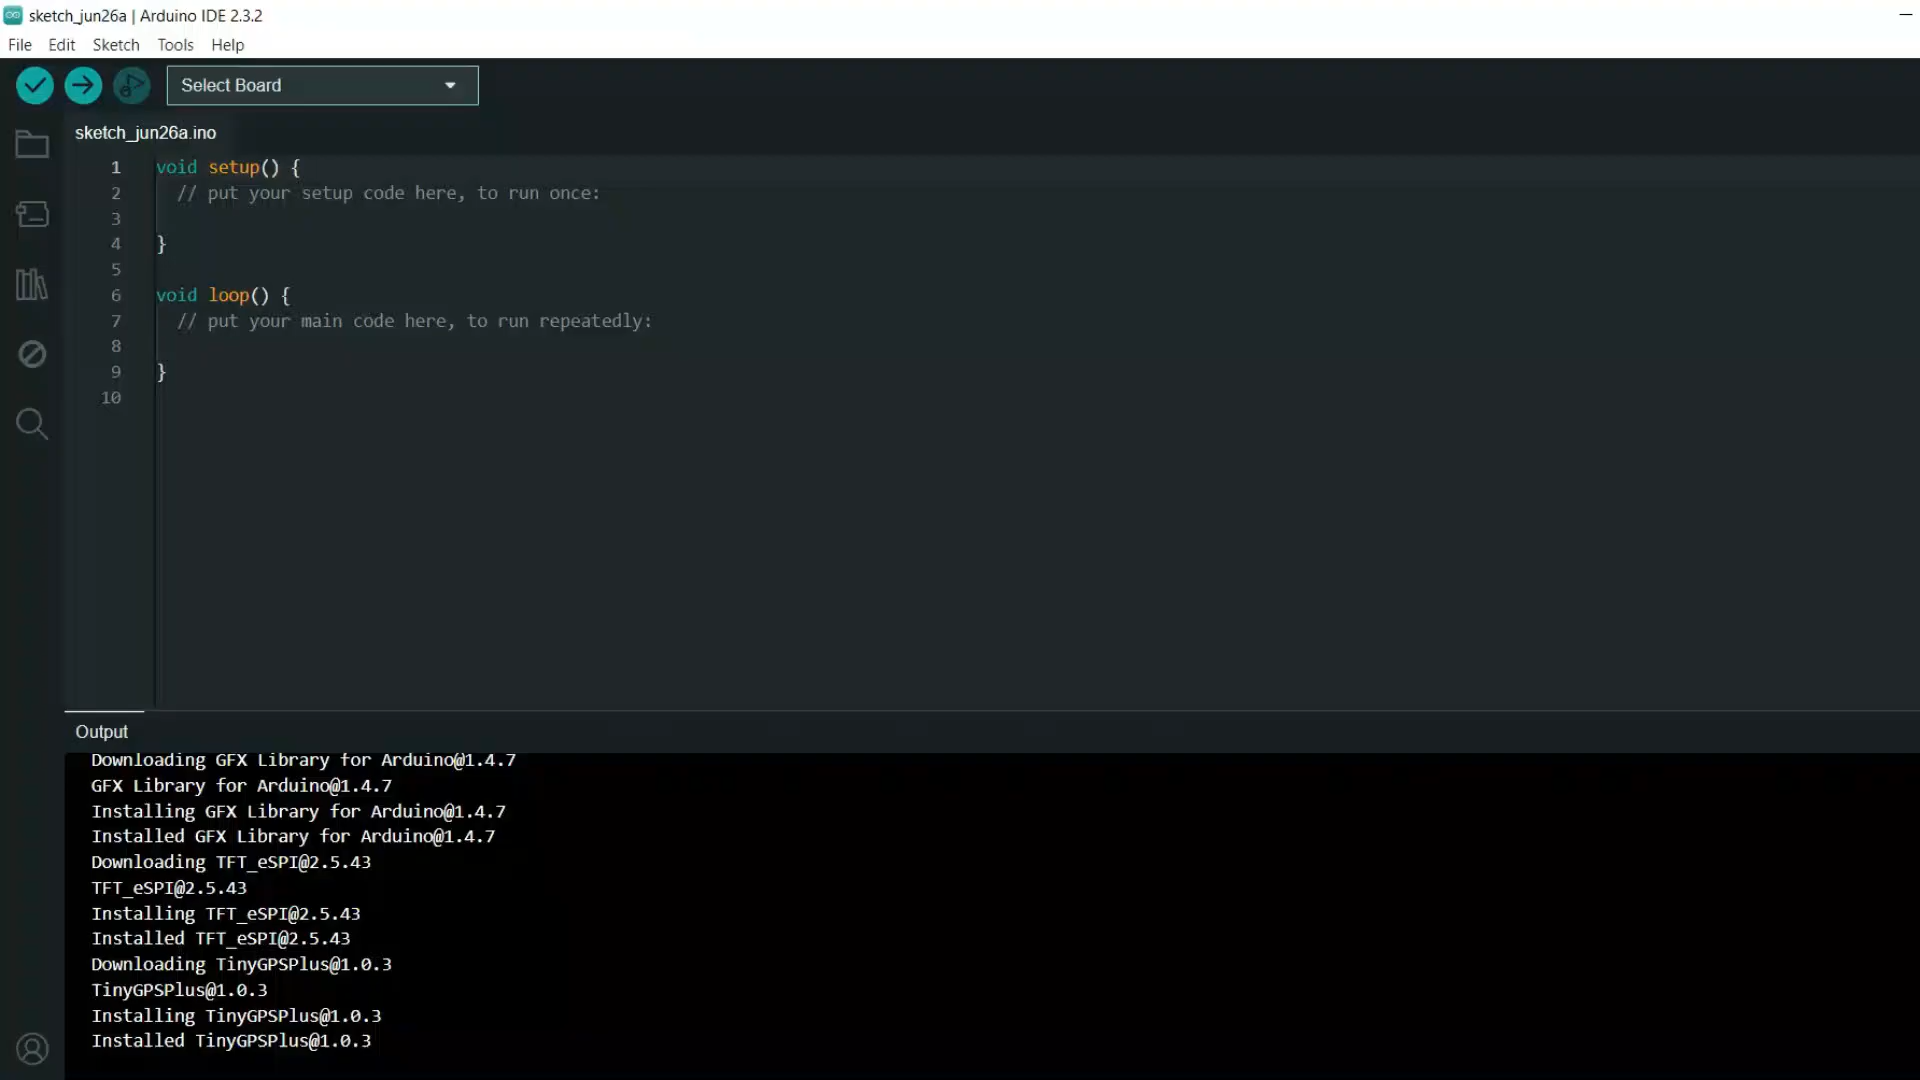 sketch_jun26a | Arduino IDE 2.3.2
File Edit Sketch Tools Help
Select Board
sketch_jun26a.ino
1 void setup() {
2 // put your setup code here, to run once:
3
4 }
5
6 void loop() {
7 // put your main code here, to run repeatedly:
8
9 }
10
Output
Downloading GFX Library for Arduino@1.4.7
GFX Library for Arduino@1.4.7
Installing GFX Library for Arduino@1.4.7
Installed GFX Library for Arduino@1.4.7
Downloading TFT_eSPI@2.5.43
TFT_eSPI@2.5.43
Installing TFT_eSPI@2.5.43
Installed TFT_eSPI@2.5.43
Downloading TinyGPSPlus@1.0.3
TinyGPSPlus@1.0.3
Installing TinyGPSPlus@1.0.3
Installed TinyGPSPlus@1.0.3